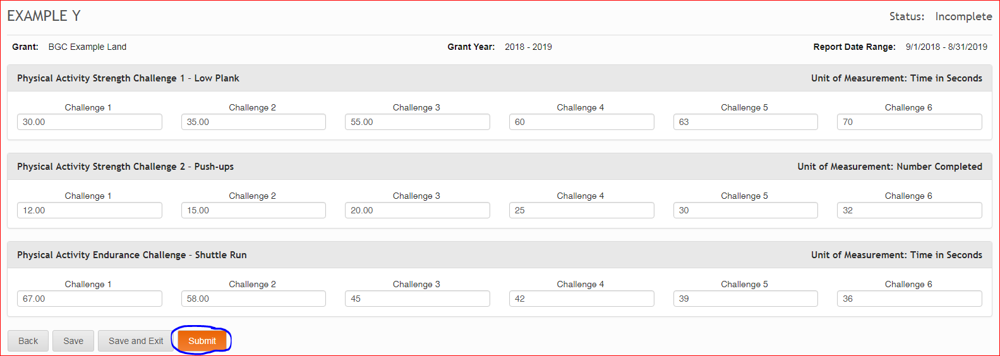 EXAMPLE Y
Status: Incomplete
Grant: BGC Example Land Grant Year: 2018 - 2019 Report Date Range: 9/1/2018 - 8/31/2019
Physical Activity Strength Challenge 1 - Low Plank Unit of Measurement: Time in Seconds
Challenge 1 Challenge 2 Challenge 3 Challenge 4 Challenge 5 Challenge 6
30.00 35.00 55.00 60 63 70
Physical Activity Strength Challenge 2 - Push-ups Unit of Measurement: Number Completed
Challenge 1 Challenge 2 Challenge 3 Challenge 4 Challenge 5 Challenge 6
12.00 15.00 20.00 25 30 32
Physical Activity Endurance Challenge - Shuttle Run Unit of Measurement: Time in Seconds
Challenge 1 Challenge 2 Challenge 3 Challenge 4 Challenge 5 Challenge 6
67.00 58.00 45 42 39 36
Back Save Save and Exit Submit